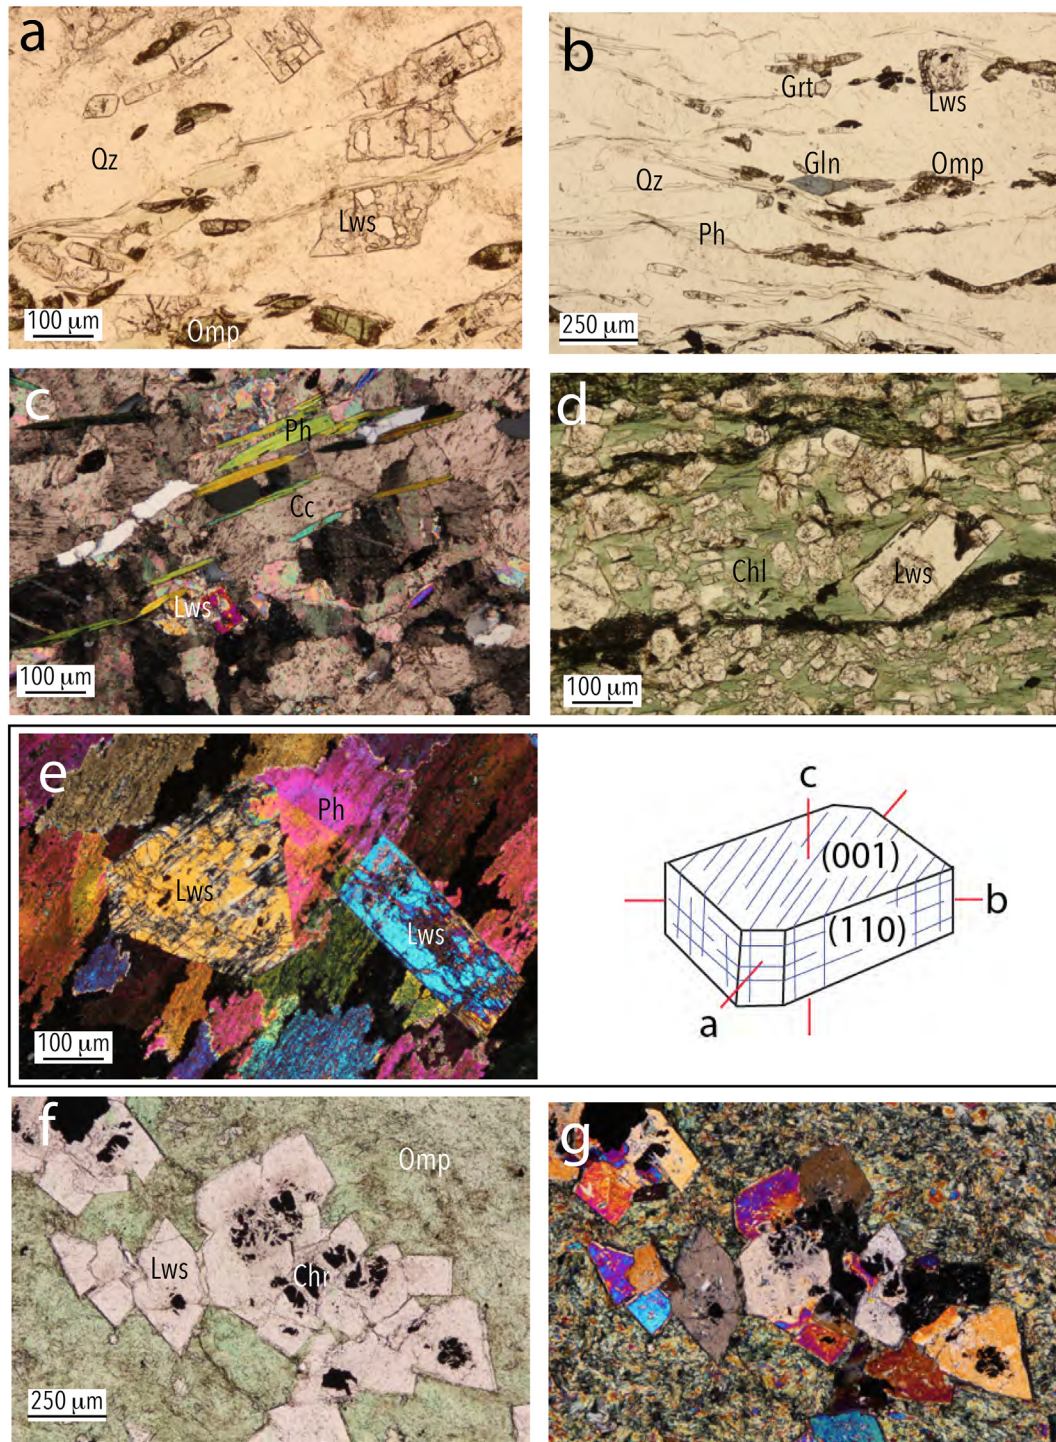 a
Qz
Lws
Omp
100 μm
b
Grt
Lws
Gln
Omp
Qz
Ph
250 μm
c
Ph
Cc
Lws
100 μm
d
Chl
Lws
100 μm
e
Ph
Lws
Lws
100 μm
c
(001)
b
(110)
a
f
Omp
Lws
Chr
250 μm
g